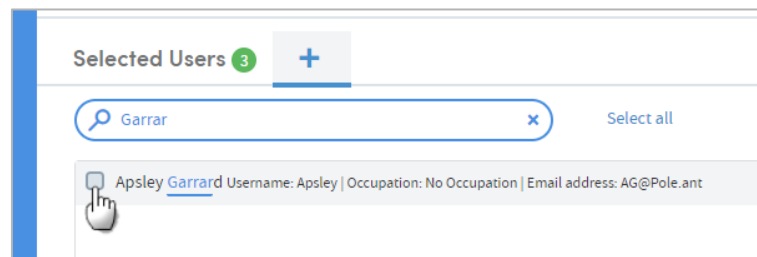 Selected Users 3 +
Garrar × Select all
Apsley Garrard Username: Apsley | Occupation: No Occupation | Email address: AG@Pole.ant